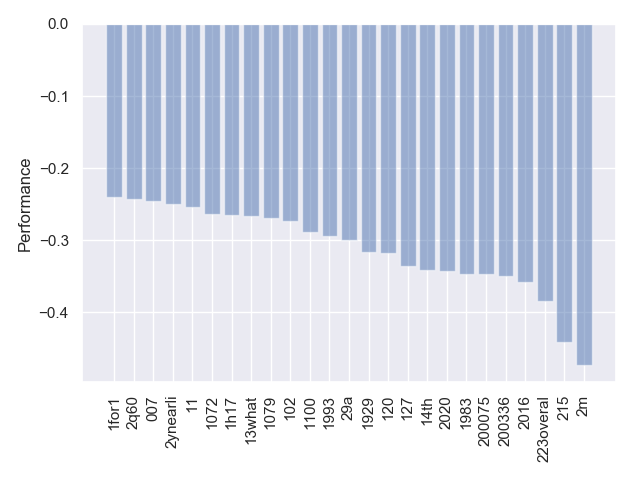 0.0
−0.1
−0.2
−0.3
−0.4
Performance
1for1
2q60
007
2ynearli
11
1072
1h17
13what
1079
102
1100
1993
29a
1929
120
127
14th
2020
1983
200075
200336
2016
223overal
215
2m